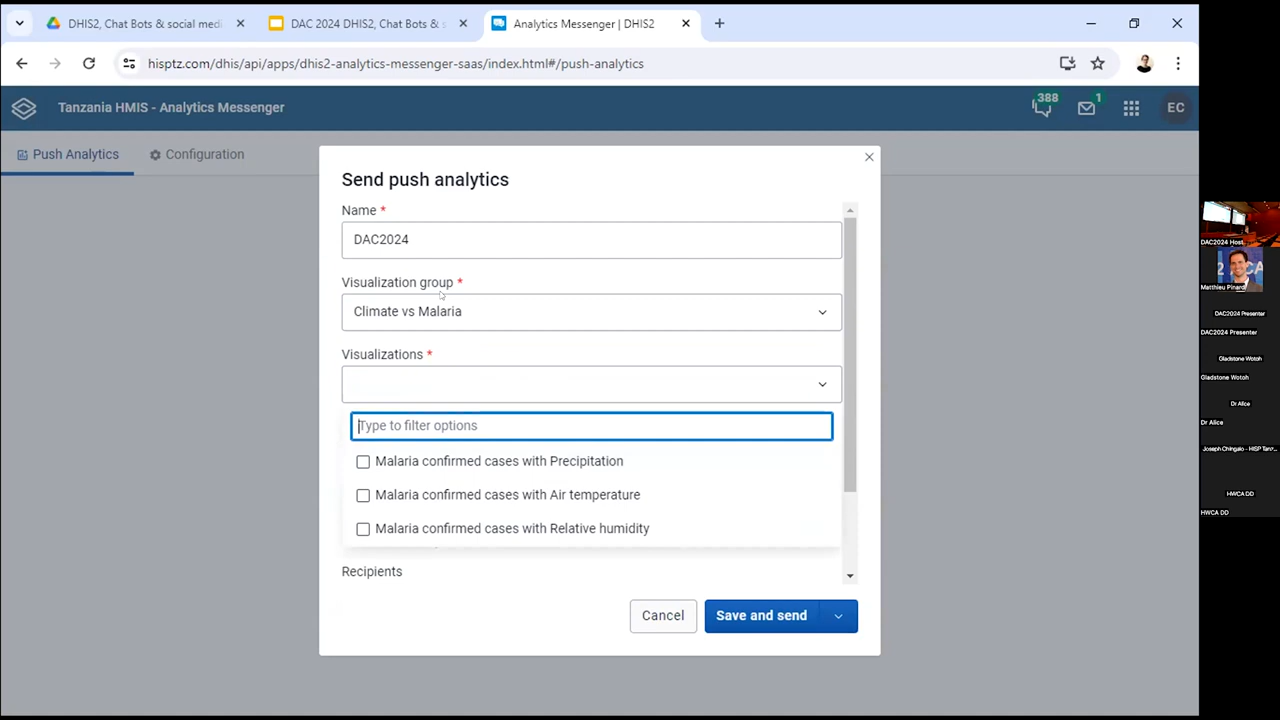 DHIS2, Chat Bots & social medi
DAC 2024 DHIS2, Chat Bots & s
Analytics Messenger | DHIS2
hisptz.com/dhis/api/apps/dhis2-analytics-messenger-saas/index.html#/push-analytics
Tanzania HMIS - Analytics Messenger
388
1
EC
Push Analytics
Configuration
Send push analytics
Name *
DAC2024
Visualization group *
Climate vs Malaria
Visualizations *
Type to filter options
Malaria confirmed cases with Precipitation
Malaria confirmed cases with Air temperature
Malaria confirmed cases with Relative humidity
Recipients
Cancel
Save and send
DAC2024 Host
Matthieu Pinard
DAC2024 Presenter
DAC2024 Presenter
Gladstone Wotoh
Gladstone Wotoh
Dr Alice
Dr Alice
Joseph Chingalo - HISP Tan
HWCA DD
HWCA DD